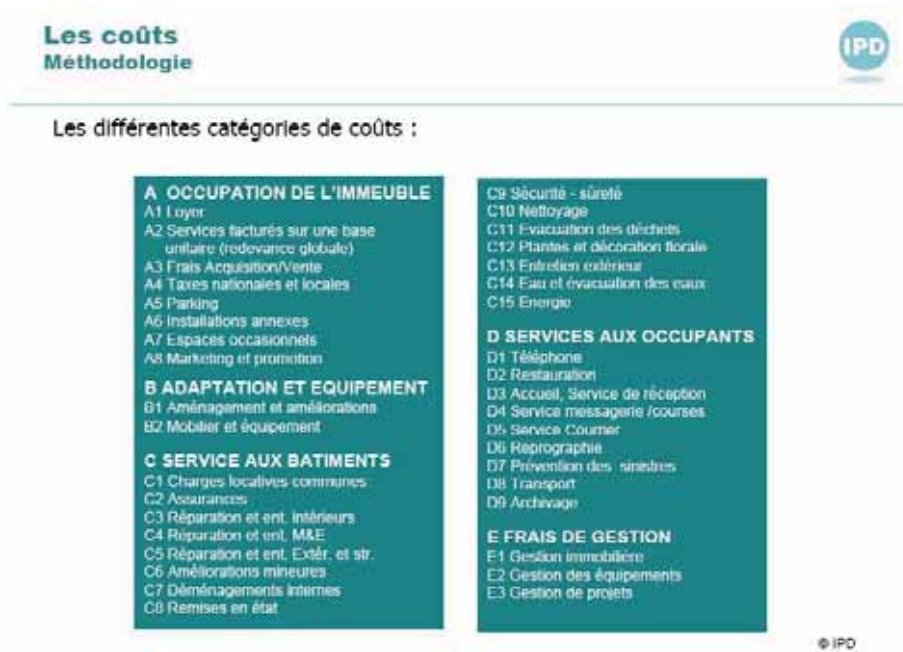 Les coûts
Méthodologie
IPD
Les différentes catégories de coûts :
A OCCUPATION DE L'IMMEUBLE
A1 Loyer
A2 Services facturés sur une base
unitaire (redevance globale)
A3 Frais Acquisition/Vente
A4 Taxes nationales et locales
A5 Parking
A6 Installations annexes
A7 Espaces occasionnels
A8 Marketing et promotion
B ADAPTATION ET EQUIPEMENT
B1 Aménagement et améliorations
B2 Mobilier et équipement
C SERVICE AUX BATIMENTS
C1 Charges locatives communes
C2 Assurances
C3 Réparation et ent. intérieurs
C4 Réparation et ent. M&E
C5 Réparation et ent. Extér. et str.
C6 Améliorations mineures
C7 Déménagements internes
C8 Remises en état
C9 Sécurité - sûreté
C10 Nettoyage
C11 Evacuation des déchets
C12 Plantes et décoration florale
C13 Entretien extérieur
C14 Eau et évacuation des eaux
C15 Energie
D SERVICES AUX OCCUPANTS
D1 Téléphone
D2 Restauration
D3 Accueil, Service de réception
D4 Service messagerie /courses
D5 Service Courrier
D6 Reprographie
D7 Prévention des sinistres
D8 Transport
D9 Archivage
E FRAIS DE GESTION
E1 Gestion immobilière
E2 Gestion des équipements
E3 Gestion de projets
© IPD